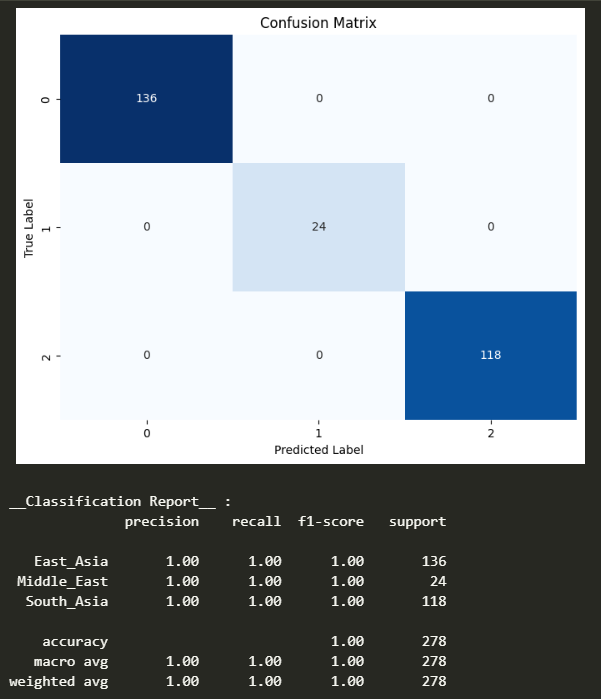 Confusion Matrix
0
136 0 0
True Label
1
0 24 0
2
0 0 118
0 1 2
Predicted Label
__Classification Report__ :
precision recall f1-score support
East_Asia 1.00 1.00 1.00 136
Middle_East 1.00 1.00 1.00 24
South_Asia 1.00 1.00 1.00 118
accuracy 1.00 278
macro avg 1.00 1.00 1.00 278
weighted avg 1.00 1.00 1.00 278